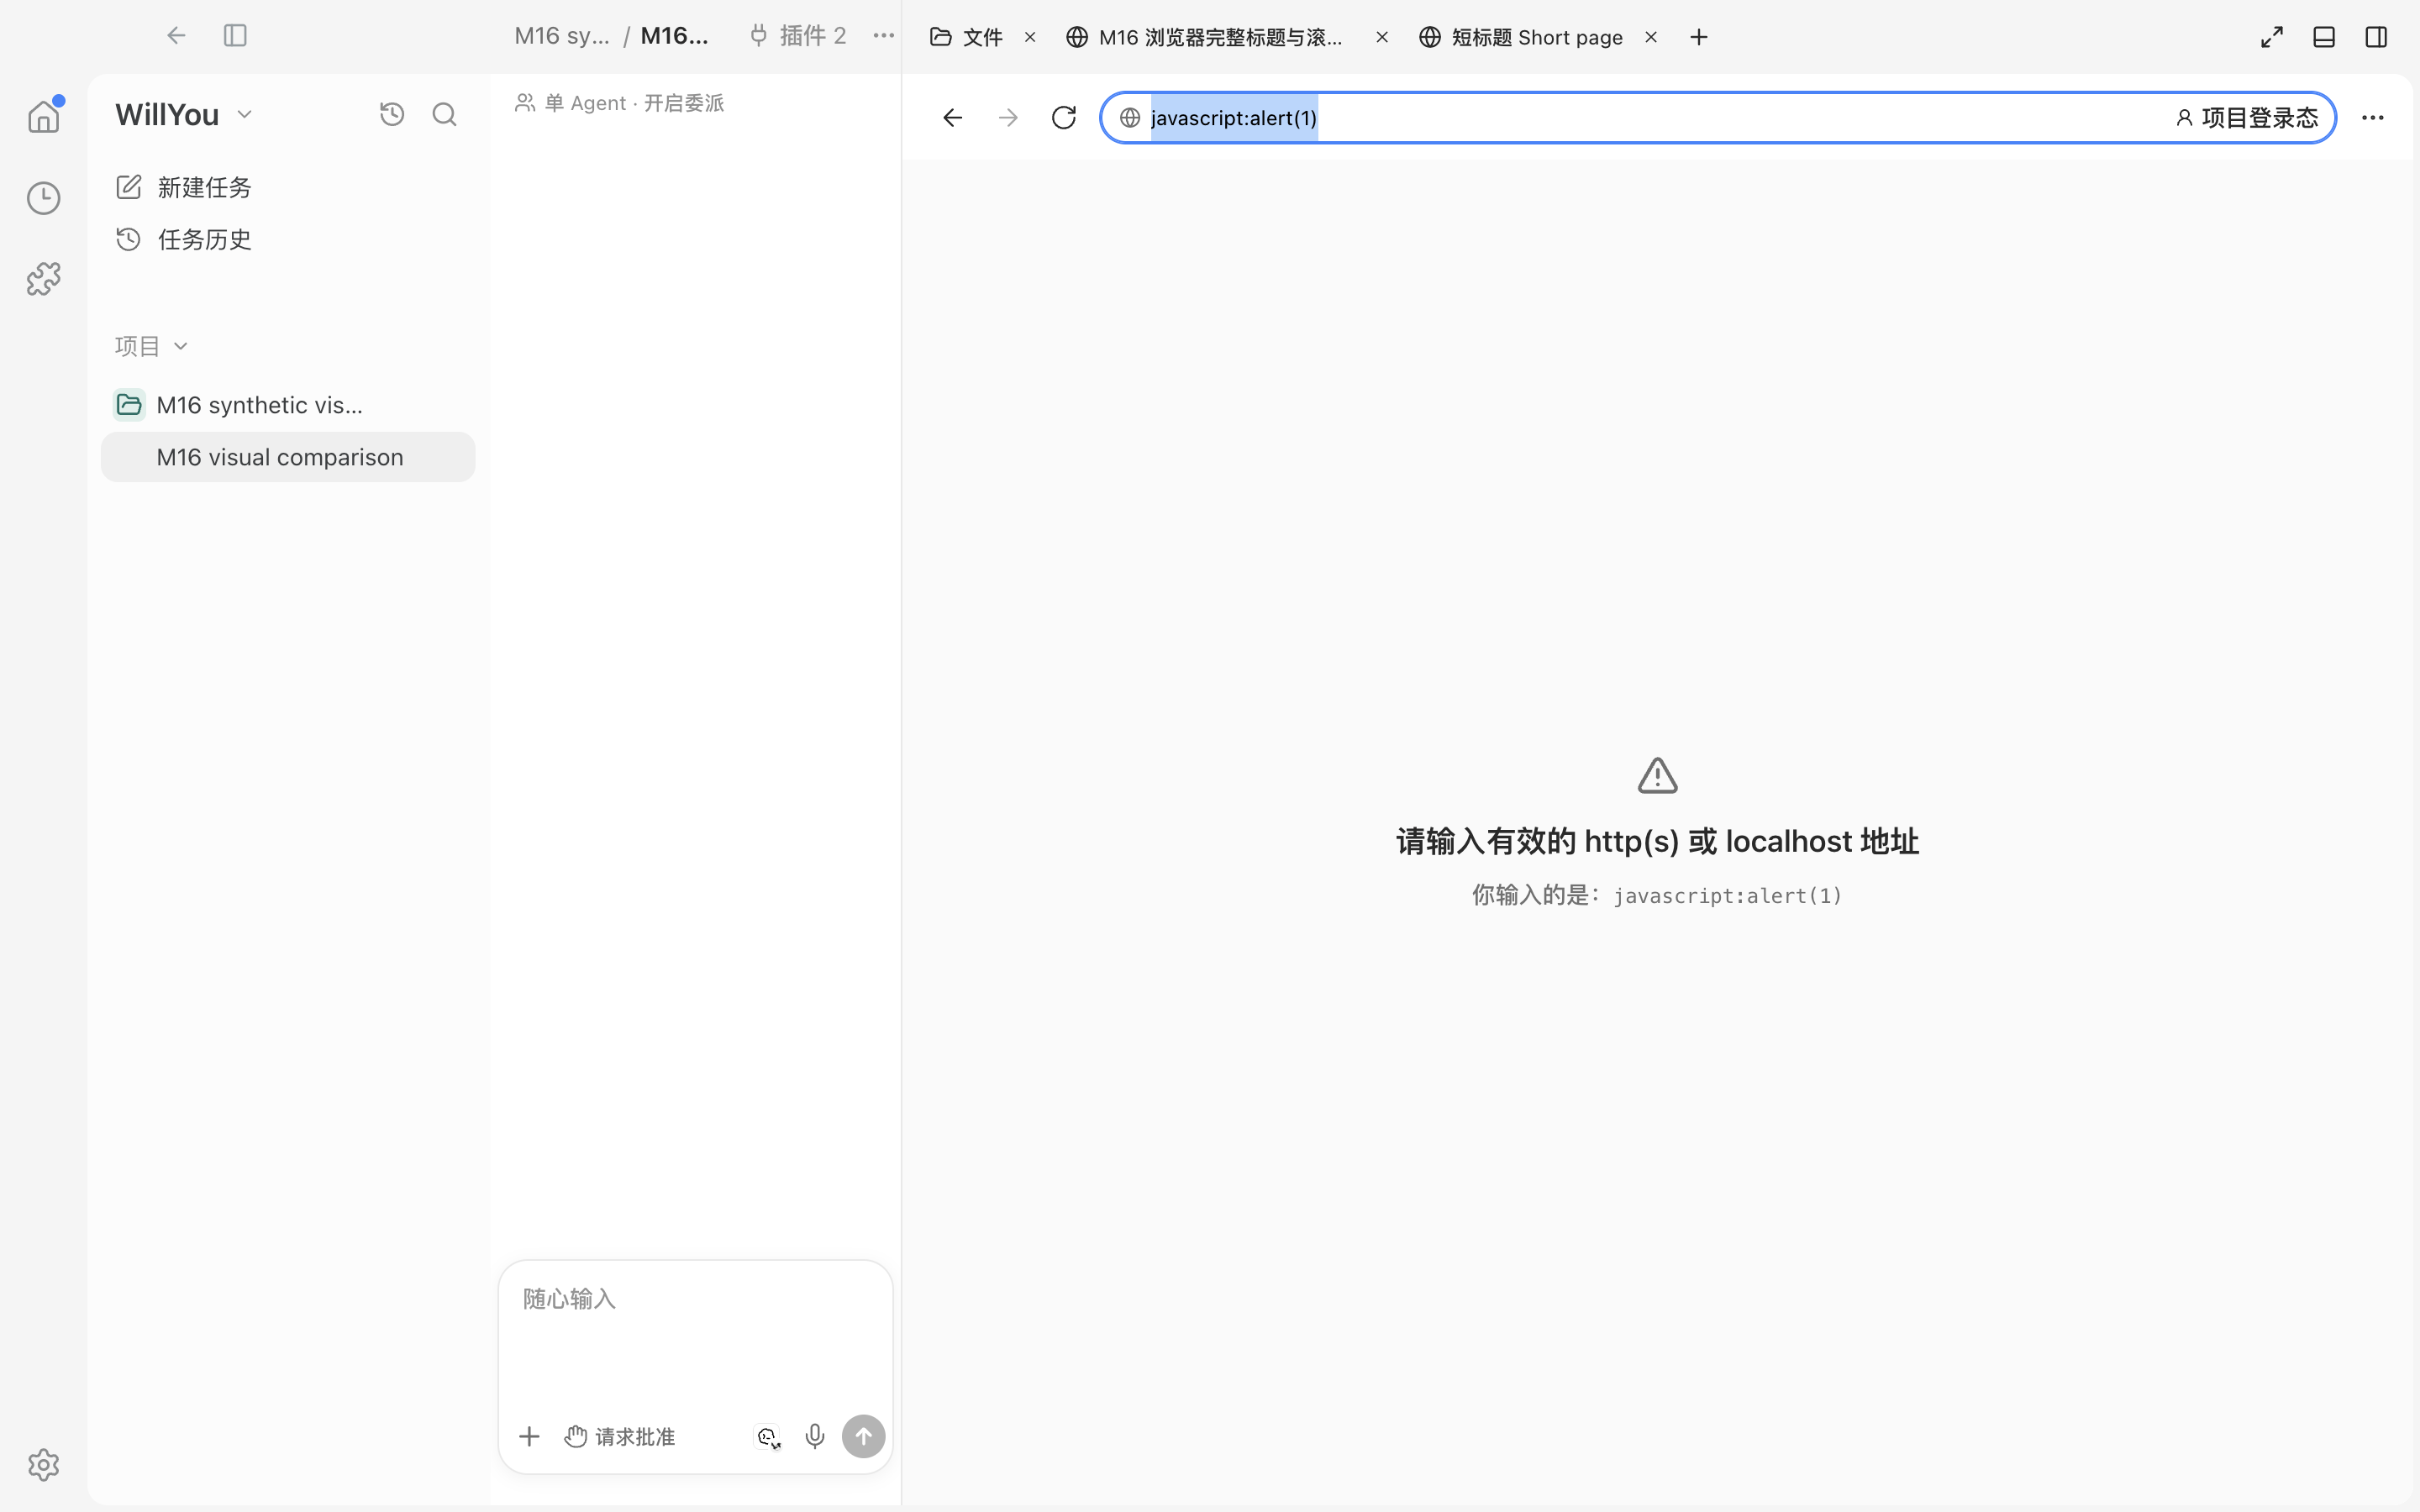 M16 sy... / M16... 插件 2
文件
M16 浏览器完整标题与滚...
短标题 Short page
WillYou
新建任务
任务历史
项目
M16 synthetic vis...
M16 visual comparison
单 Agent · 开启委派
随心输入
请求批准
javascript:alert(1)
项目登录态
请输入有效的 http(s) 或 localhost 地址
你输入的是：javascript:alert(1)